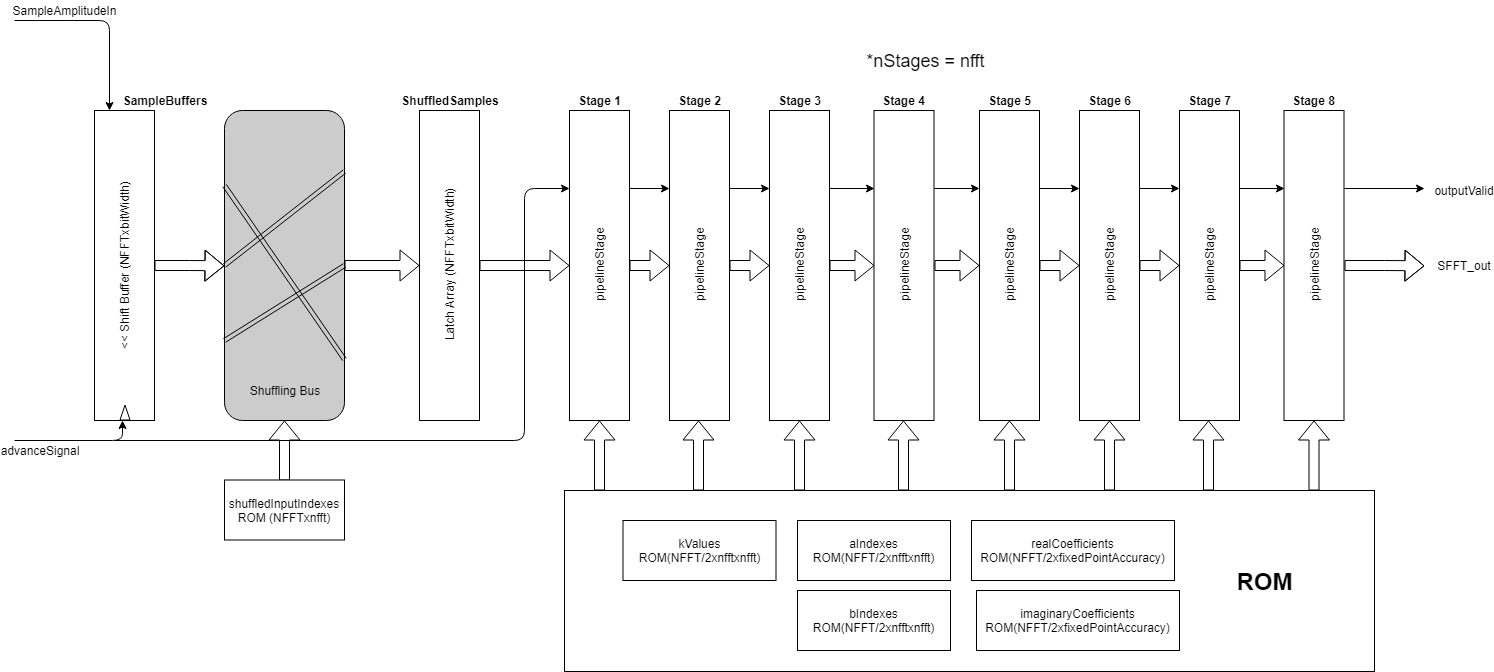 SampleAmplitudeIn
*nStages = nfft
SampleBuffers
ShuffledSamples
Stage 1
Stage 2
Stage 3
Stage 4
Stage 5
Stage 6
Stage 7
Stage 8
<< Shift Buffer (NFFTxbitWidth)
Shuffling Bus
Latch Array (NFFTxbitWidth)
pipelineStage
pipelineStage
pipelineStage
pipelineStage
pipelineStage
pipelineStage
pipelineStage
pipelineStage
outputValid
SFFT_out
advanceSignal
shuffledInputIndexes
ROM (NFFTxnfft)
kValues
ROM(NFFT/2xnfftxnfft)
aIndexes
ROM(NFFT/2xnfftxnfft)
realCoefficients
ROM(NFFT/2xfixedPointAccuracy)
bIndexes
ROM(NFFT/2xnfftxnfft)
imaginaryCoefficients
ROM(NFFT/2xfixedPointAccuracy)
ROM